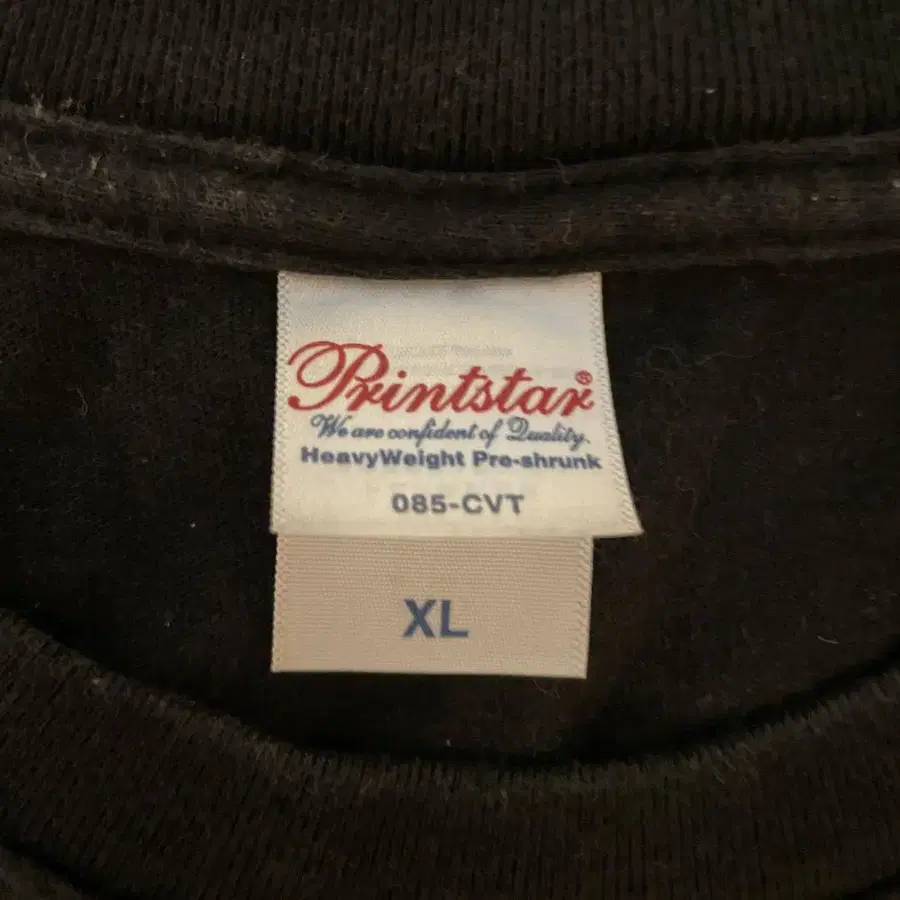 Printstar®
We are confident of Quality.
HeavyWeight Pre-shrunk
085-CVT
XL